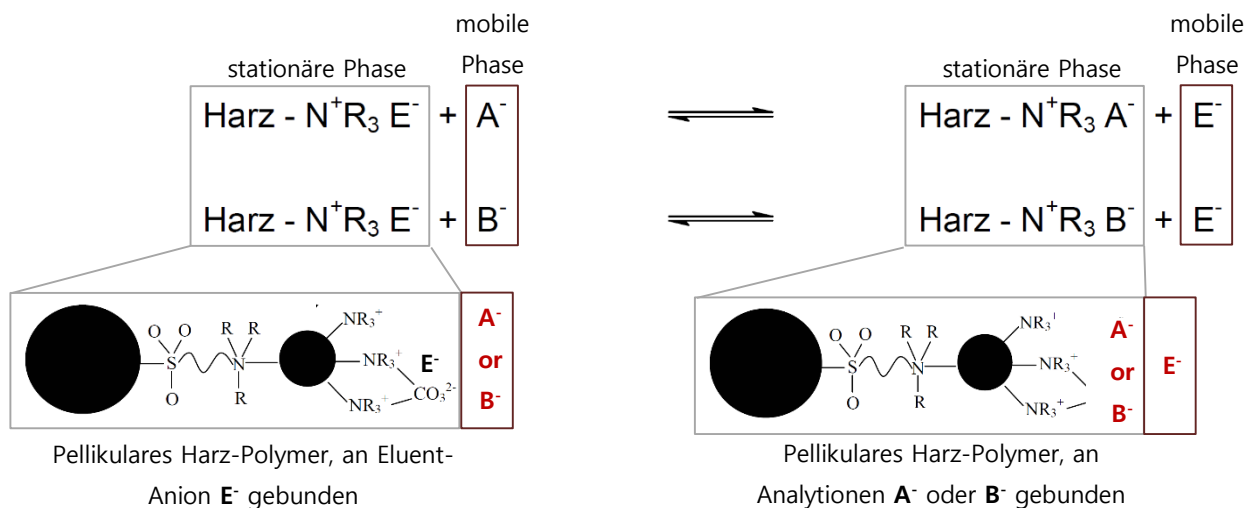 mobile mobile
stationäre Phase Phase stationäre Phase Phase
Harz - N⁺R₃ E⁻ + A⁻ ⇌ Harz - N⁺R₃ A⁻ + E⁻
Harz - N⁺R₃ E⁻ + B⁻ ⇌ Harz - N⁺R₃ B⁻ + E⁻
O O S O R R N R NR₃⁺ NR₃⁺ NR₃⁺ E⁻ CO₃²⁻ A⁻ or B⁻
O O S O R R N R NR₃⁺ NR₃⁺ NR₃⁺ A⁻ or B⁻ E⁻
Pellikulares Harz-Polymer, an Eluent- Pellikulares Harz-Polymer, an
Anion E⁻ gebunden Analytionen A⁻ oder B⁻ gebunden